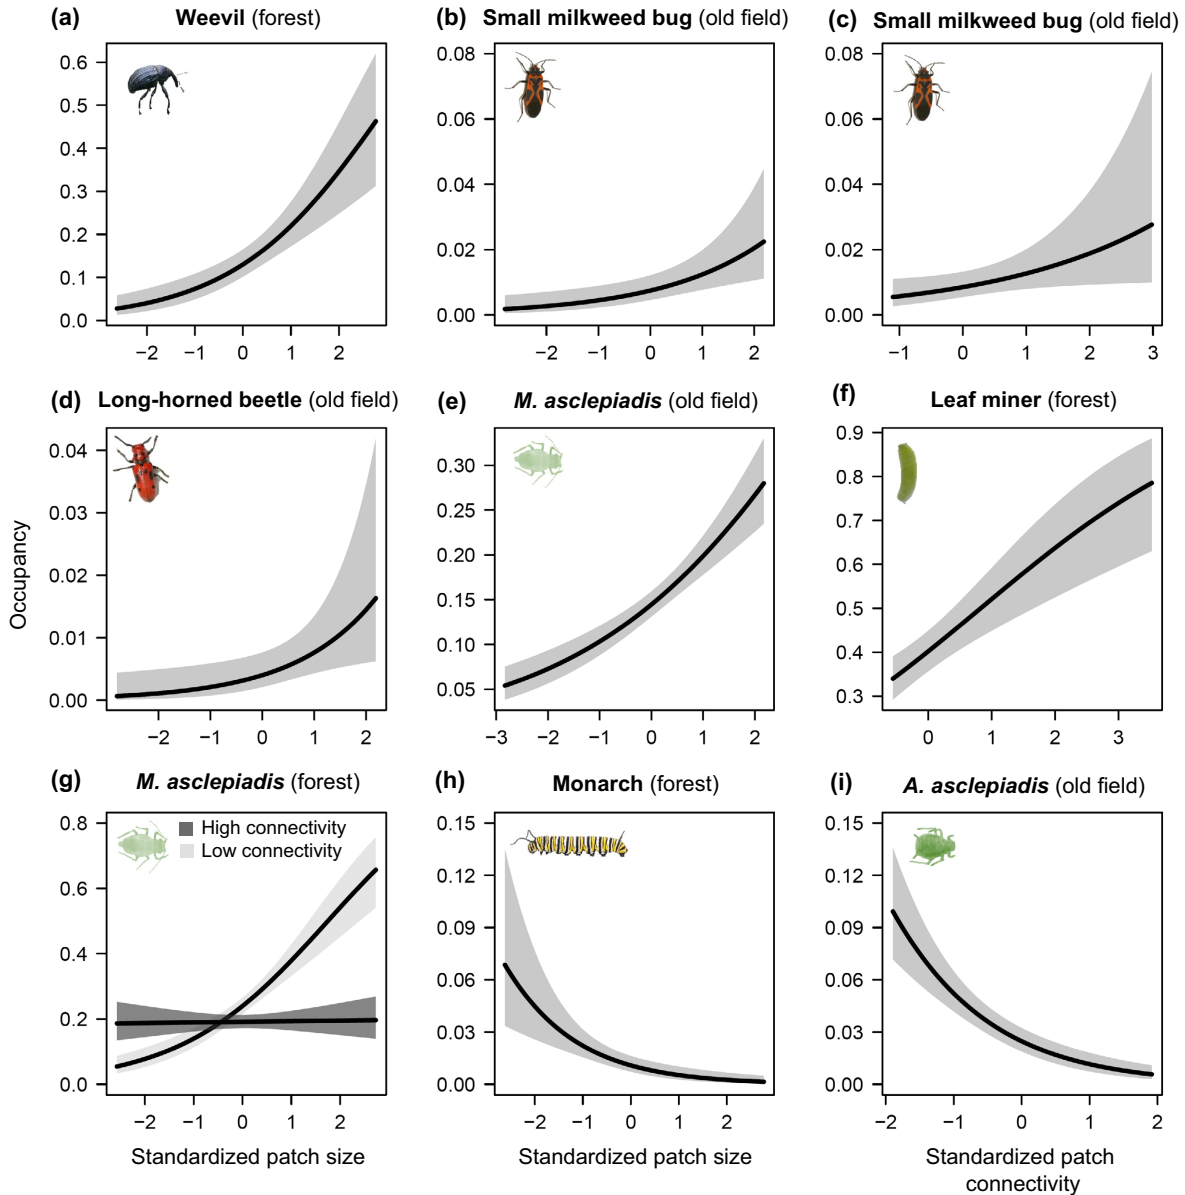 (a) Weevil (forest)
(b) Small milkweed bug (old field)
(c) Small milkweed bug (old field)
0.6
0.5
0.4
0.3
0.2
0.1
0.0
−2 −1 0 1 2
0.08
0.06
0.04
0.02
0.00
−2 −1 0 1 2
0.08
0.06
0.04
0.02
0.00
−1 0 1 2 3
(d) Long-horned beetle (old field)
(e) M. asclepiadis (old field)
(f) Leaf miner (forest)
Occupancy
0.04
0.03
0.02
0.01
0.00
−2 −1 0 1 2
0.30
0.25
0.20
0.15
0.10
0.05
−3 −2 −1 0 1 2
0.9
0.8
0.7
0.6
0.5
0.4
0.3
0 1 2 3
(g) M. asclepiadis (forest)
(h) Monarch (forest)
(i) A. asclepiadis (old field)
High connectivity
Low connectivity
0.8
0.6
0.4
0.2
0.0
−2 −1 0 1 2
Standardized patch size
0.15
0.12
0.09
0.06
0.03
0.00
−2 −1 0 1 2
Standardized patch size
0.15
0.12
0.09
0.06
0.03
0.00
−2 −1 0 1 2
Standardized patch
connectivity